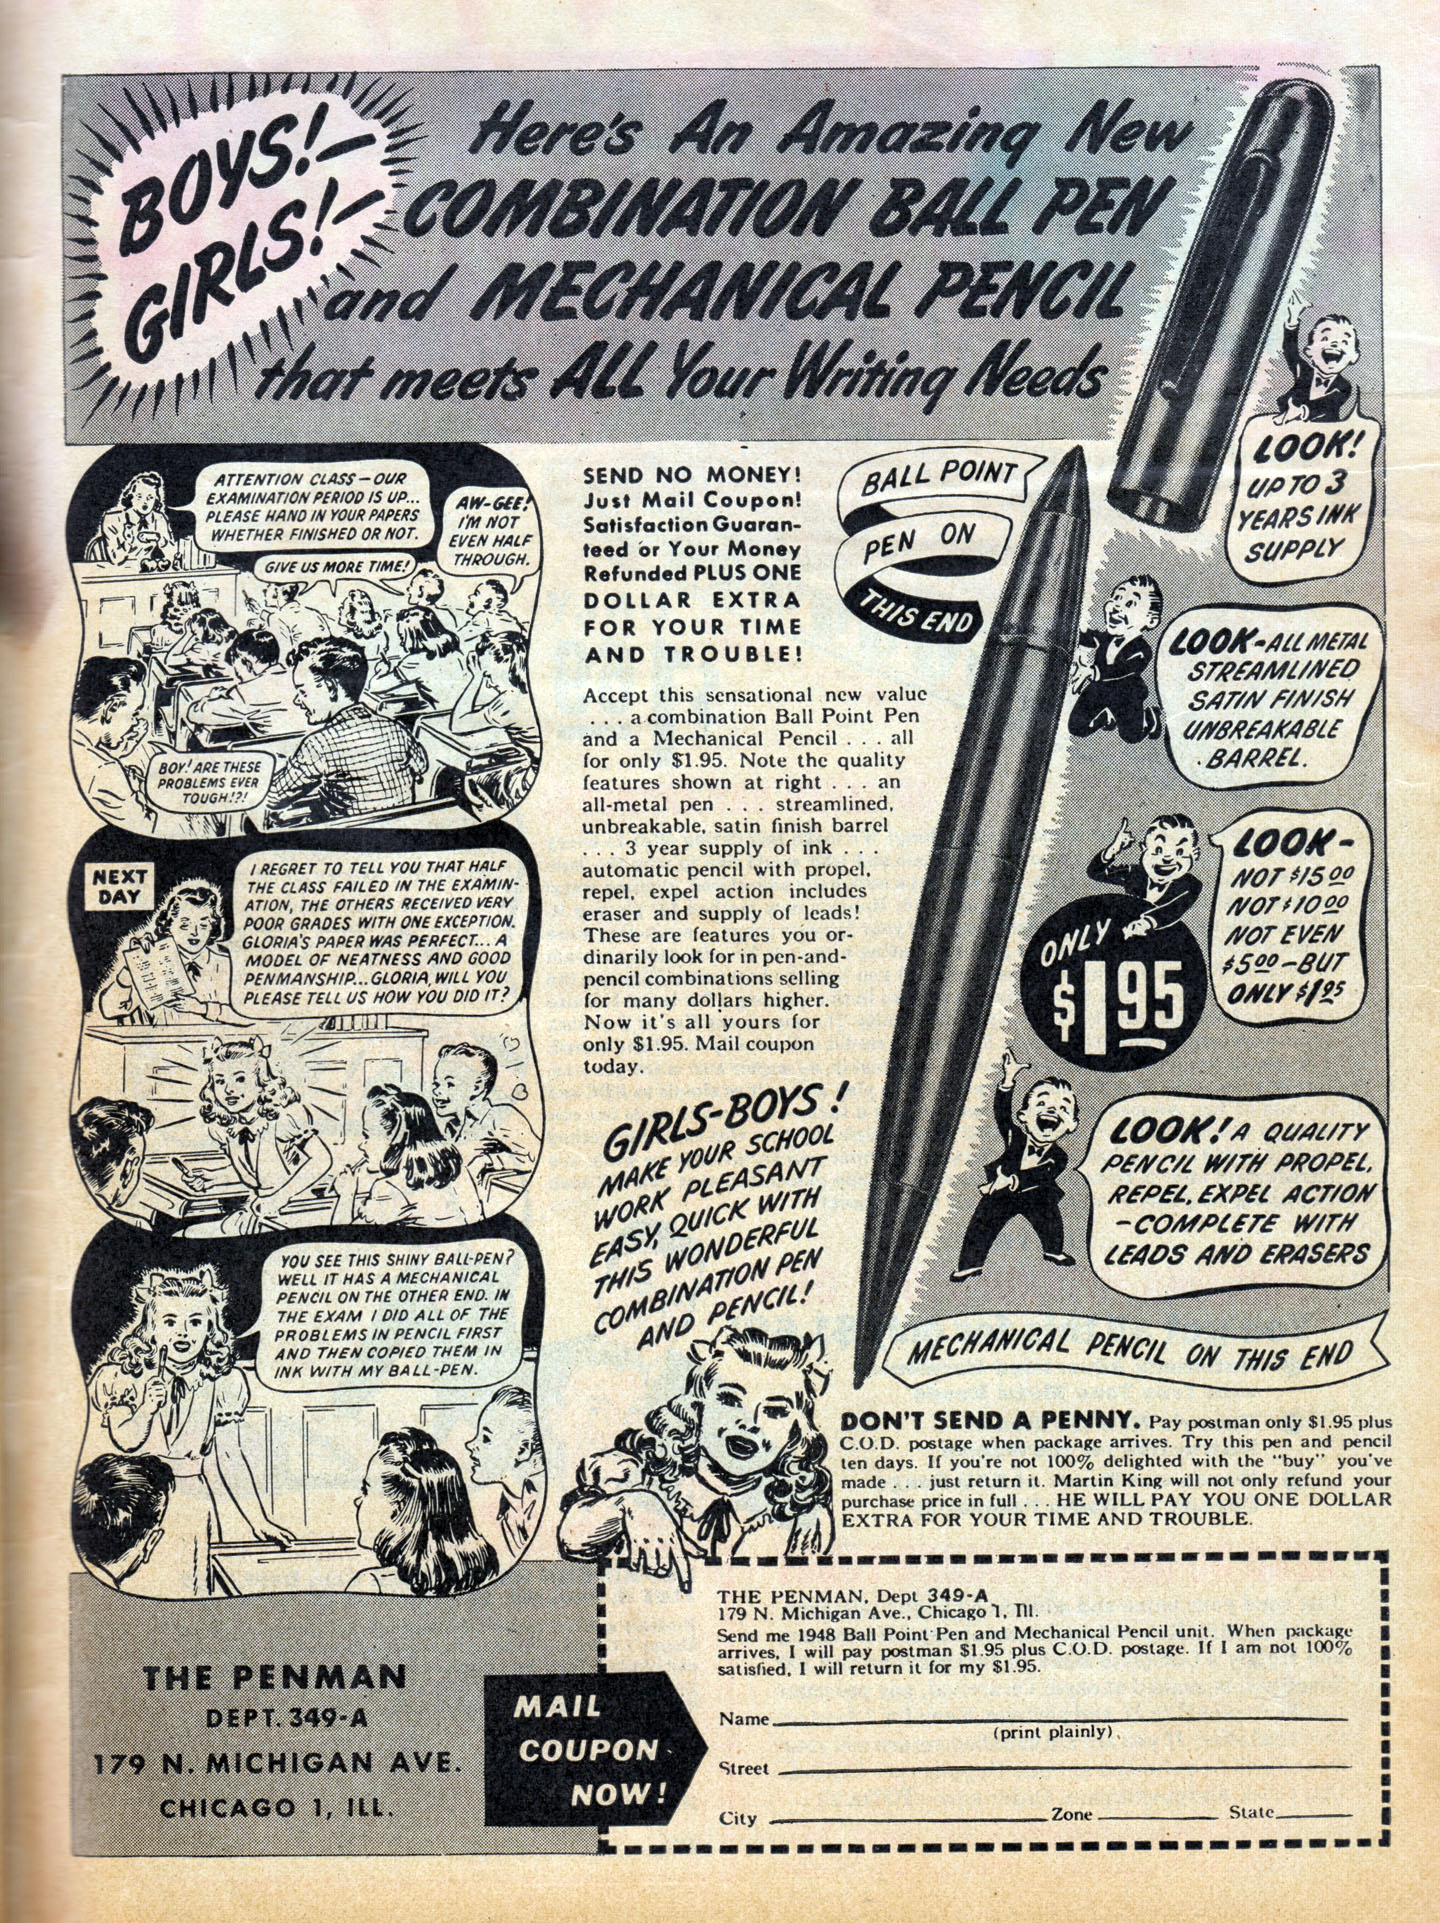 BOYS!—
GIRLS!—
Here's An Amazing New
COMBINATION BALL PEN
and MECHANICAL PENCIL
that meets ALL Your Writing Needs
ATTENTION CLASS — OUR
EXAMINATION PERIOD IS UP...
PLEASE HAND IN YOUR PAPERS
WHETHER FINISHED OR NOT.
AW-GEE!
I'M NOT
EVEN HALF
THROUGH.
GIVE US MORE TIME!
BOY! ARE THESE
PROBLEMS EVER
TOUGH!?!
NEXT
DAY
I REGRET TO TELL YOU THAT HALF
THE CLASS FAILED IN THE EXAMIN-
ATION, THE OTHERS RECEIVED VERY
POOR GRADES WITH ONE EXCEPTION.
GLORIA'S PAPER WAS PERFECT... A
MODEL OF NEATNESS AND GOOD
PENMANSHIP... GLORIA, WILL YOU
PLEASE TELL US HOW YOU DID IT?
YOU SEE THIS SHINY BALL-PEN?
WELL IT HAS A MECHANICAL
PENCIL ON THE OTHER END. IN
THE EXAM I DID ALL OF THE
PROBLEMS IN PENCIL FIRST
AND THEN COPIED THEM IN
INK WITH MY BALL-PEN.
SEND NO MONEY!
Just Mail Coupon!
Satisfaction Guaran-
teed or Your Money
Refunded PLUS ONE
DOLLAR EXTRA
FOR YOUR TIME
AND TROUBLE!
Accept this sensational new value
. . . a combination Ball Point Pen
and a Mechanical Pencil . . . all
for only $1.95. Note the quality
features shown at right . . . an
all-metal pen . . . streamlined,
unbreakable, satin finish barrel
. . . 3 year supply of ink . . .
automatic pencil with propel,
repel, expel action includes
eraser and supply of leads!
These are features you or-
dinarily look for in pen-and-
pencil combinations selling
for many dollars higher.
Now it's all yours for
only $1.95. Mail coupon
today.
GIRLS-BOYS!
MAKE YOUR SCHOOL
WORK PLEASANT
EASY, QUICK WITH
THIS WONDERFUL
COMBINATION PEN
AND PENCIL!
BALL POINT
PEN ON
THIS END
LOOK!
UP TO 3
YEARS INK
SUPPLY
LOOK-ALL METAL
STREAMLINED
SATIN FINISH
UNBREAKABLE
BARREL.
LOOK-
NOT $15.00
NOT $10.00
NOT EVEN
$5.00—BUT
ONLY $1.95
ONLY
$1.95
LOOK! A QUALITY
PENCIL WITH PROPEL,
REPEL, EXPEL ACTION
—COMPLETE WITH
LEADS AND ERASERS
MECHANICAL PENCIL ON THIS END
DON'T SEND A PENNY. Pay postman only $1.95 plus
C.O.D. postage when package arrives. Try this pen and pencil
ten days. If you're not 100% delighted with the "buy" you've
made . . . just return it. Martin King will not only refund your
purchase price in full . . . HE WILL PAY YOU ONE DOLLAR
EXTRA FOR YOUR TIME AND TROUBLE.
THE PENMAN
DEPT. 349-A
179 N. MICHIGAN AVE.
CHICAGO 1, ILL.
MAIL
COUPON
NOW!
THE PENMAN, Dept 349-A
179 N. Michigan Ave., Chicago 1, Ill.
Send me 1948 Ball Point Pen and Mechanical Pencil unit. When package
arrives, I will pay postman $1.95 plus C.O.D. postage. If I am not 100%
satisfied, I will return it for my $1.95.
Name
(print plainly)
Street
City Zone State